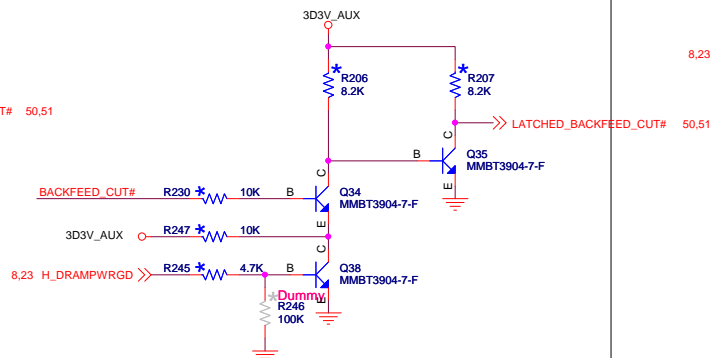 3D3V_AUX
8,23
* R206
8.2K
* R207
8.2K
T# 50,51
LATCHED_BACKFEED_CUT# 50,51
C
B
Q35
MMBT3904-7-F
E
C
BACKFEED_CUT# R230 * 10K B
Q34
MMBT3904-7-F
E
3D3V_AUX R247 * 10K
C
8,23 H_DRAMPWRGD R245 * 4.7K B
Q38
MMBT3904-7-F
E
*Dummy
R246
100K